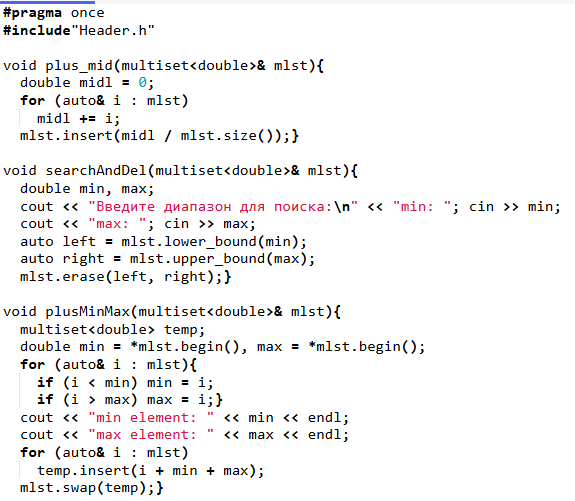 #pragma once
#include"Header.h"
void plus_mid(multiset<double>& mlst){
  double midl = 0;
  for (auto& i : mlst)
    midl += i;
  mlst.insert(midl / mlst.size());}
void searchAndDel(multiset<double>& mlst){
  double min, max;
  cout << "Введите диапазон для поиска:\n" << "min: "; cin >> min;
  cout << "max: "; cin >> max;
  auto left = mlst.lower_bound(min);
  auto right = mlst.upper_bound(max);
  mlst.erase(left, right);}
void plusMinMax(multiset<double>& mlst){
  multiset<double> temp;
  double min = *mlst.begin(), max = *mlst.begin();
  for (auto& i : mlst){
    if (i < min) min = i;
    if (i > max) max = i;}
  cout << "min element: " << min << endl;
  cout << "max element: " << max << endl;
  for (auto& i : mlst)
    temp.insert(i + min + max);
  mlst.swap(temp);}